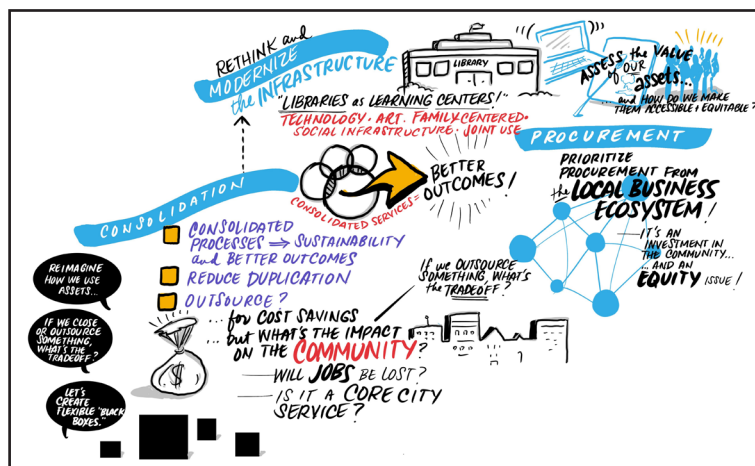 RETHINK and
MODERNIZE
the INFRASTRUCTURE
LIBRARY
"LIBRARIES as LEARNING CENTERS!"
TECHNOLOGY • ART • FAMILY CENTERED •
SOCIAL INFRASTRUCTURE • JOINT USE
ASSESS the VALUE
of OUR
assets...
...and HOW DO WE MAKE
THEM ACCESSIBLE + EQUITABLE?
CONSOLIDATION
CONSOLIDATED SERVICES =
BETTER
OUTCOMES!
CONSOLIDATED
PROCESSES ⇒ SUSTAINABILITY
and BETTER OUTCOMES
REDUCE DUPLICATION
OUTSOURCE?
...for COST SAVINGS
...but WHAT'S THE IMPACT
ON THE COMMUNITY?
—WILL JOBS BE LOST?
—IS IT A CORE CITY
SERVICE?
If we OUTSOURCE
SOMETHING, WHAT'S
the TRADEOFF?
REIMAGINE
HOW WE USE
ASSETS...
IF WE CLOSE
OR OUTSOURCE
SOMETHING,
WHAT'S THE
TRADEOFF?
LET'S
CREATE
FLEXIBLE "BLACK
BOXES."
$
PROCUREMENT
PRIORITIZE
PROCUREMENT FROM
the LOCAL BUSINESS
ECOSYSTEM!
—IT'S AN
INVESTMENT IN
THE COMMUNITY...
...AND AN
EQUITY ISSUE!